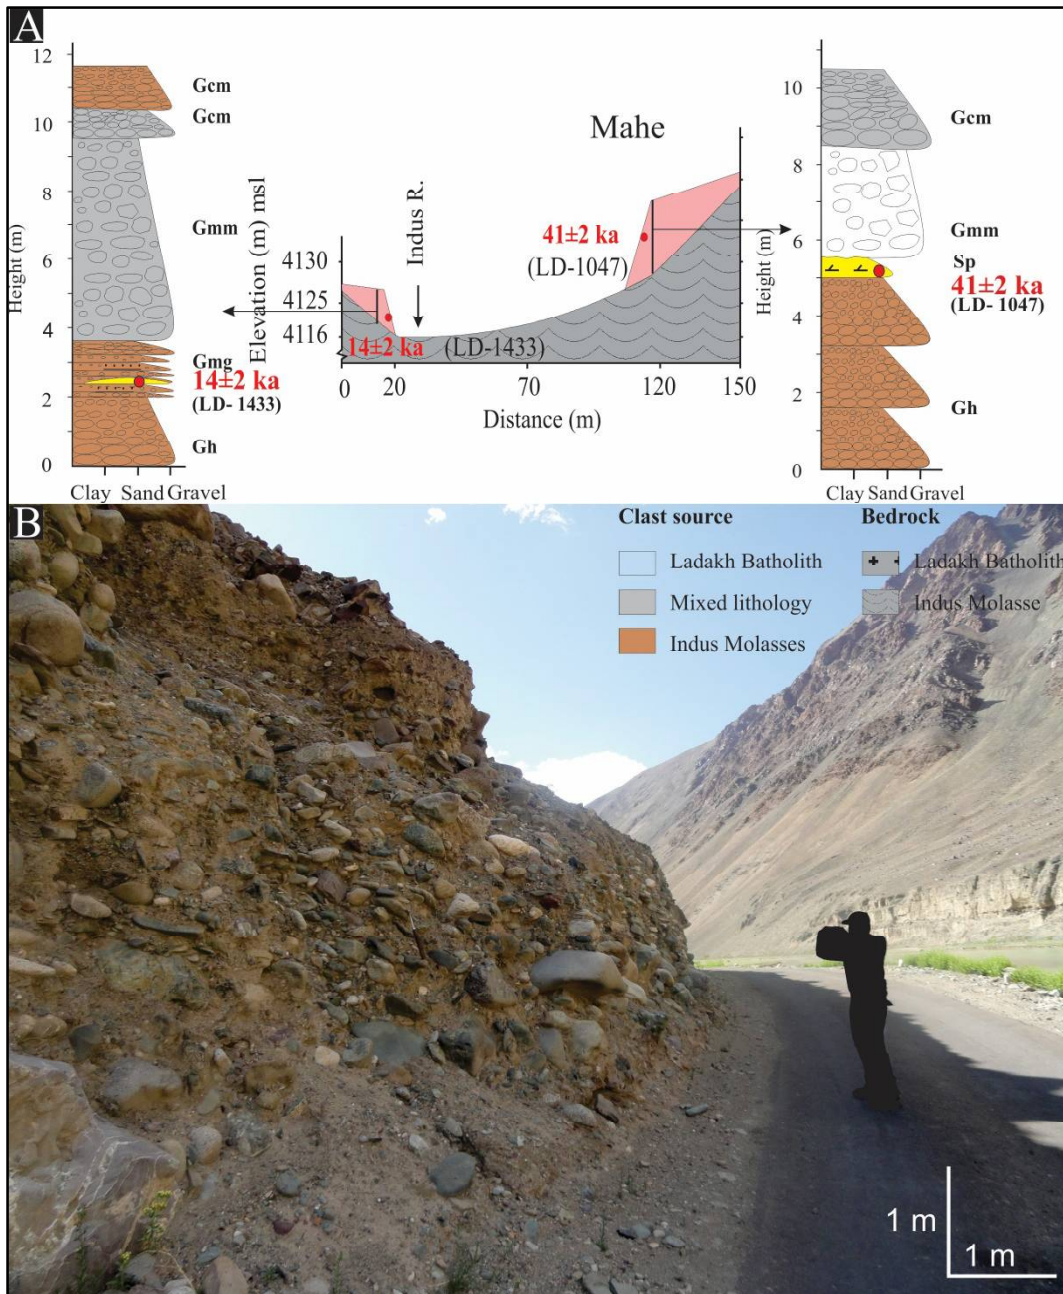 A
12
10
8
6
4
2
0
Height (m)
Gcm
Gcm
Gmm
Gmg
14±2 ka
(LD- 1433)
Gh
Clay Sand Gravel
Mahe
Elevation (m) msl
4130
4125
4116
Indus R.
41±2 ka
(LD-1047)
14±2 ka (LD-1433)
0 20 70 120 150
Distance (m)
Height (m)
10
8
6
4
2
0
Gcm
Gmm
Sp
41±2 ka
(LD- 1047)
Gh
Clay Sand Gravel
B
Clast source
Ladakh Batholith
Mixed lithology
Indus Molasses
Bedrock
Ladakh Batholith
Indus Molasse
1 m
1 m